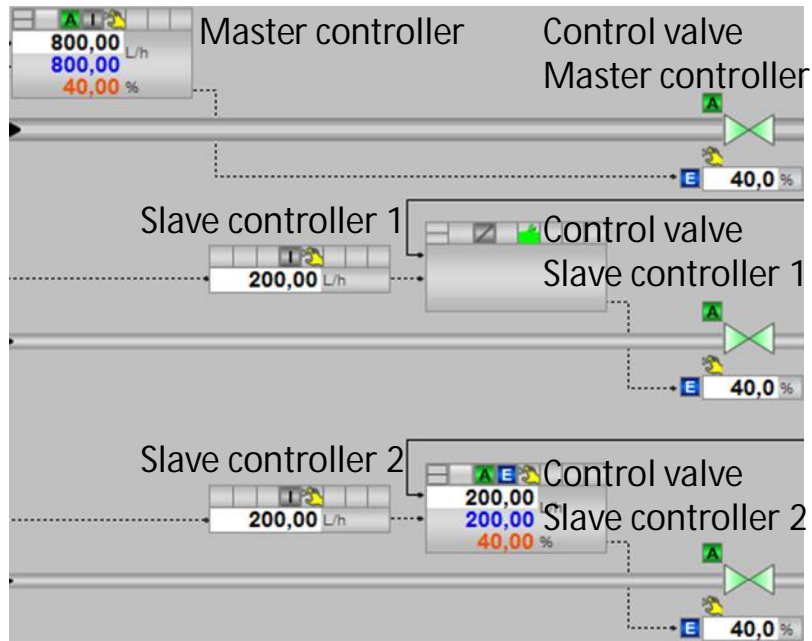 A I
Master controller
Control valve
Master controller
800,00 L/h
800,00
40,00 %
A
E 40,0 %
Slave controller 1
I
200,00 L/h
Control valve
Slave controller 1
A
E 40,0 %
Slave controller 2
I
200,00 L/h
A E
200,00
200,00
40,00 %
Control valve
Slave controller 2
A
E 40,0 %